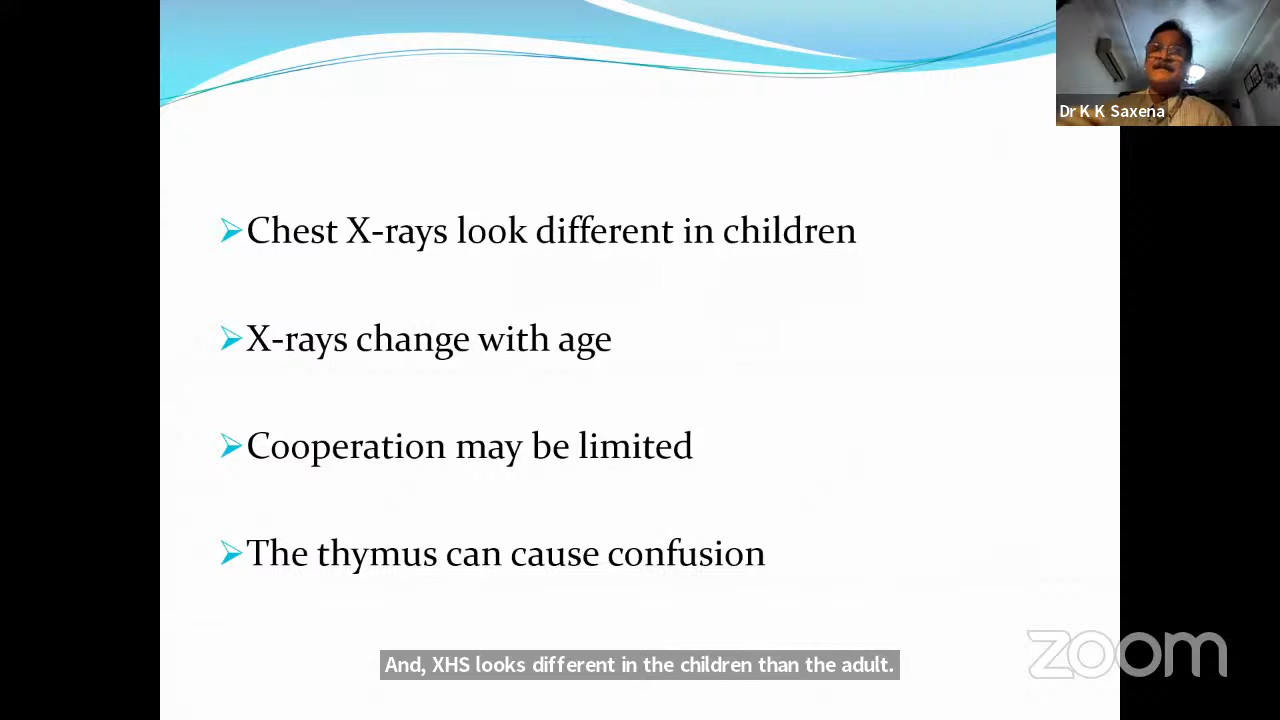 Dr K K Saxena
Chest X-rays look different in children
X-rays change with age
Cooperation may be limited
The thymus can cause confusion
And, XHS looks different in the children than the adult.
zoom